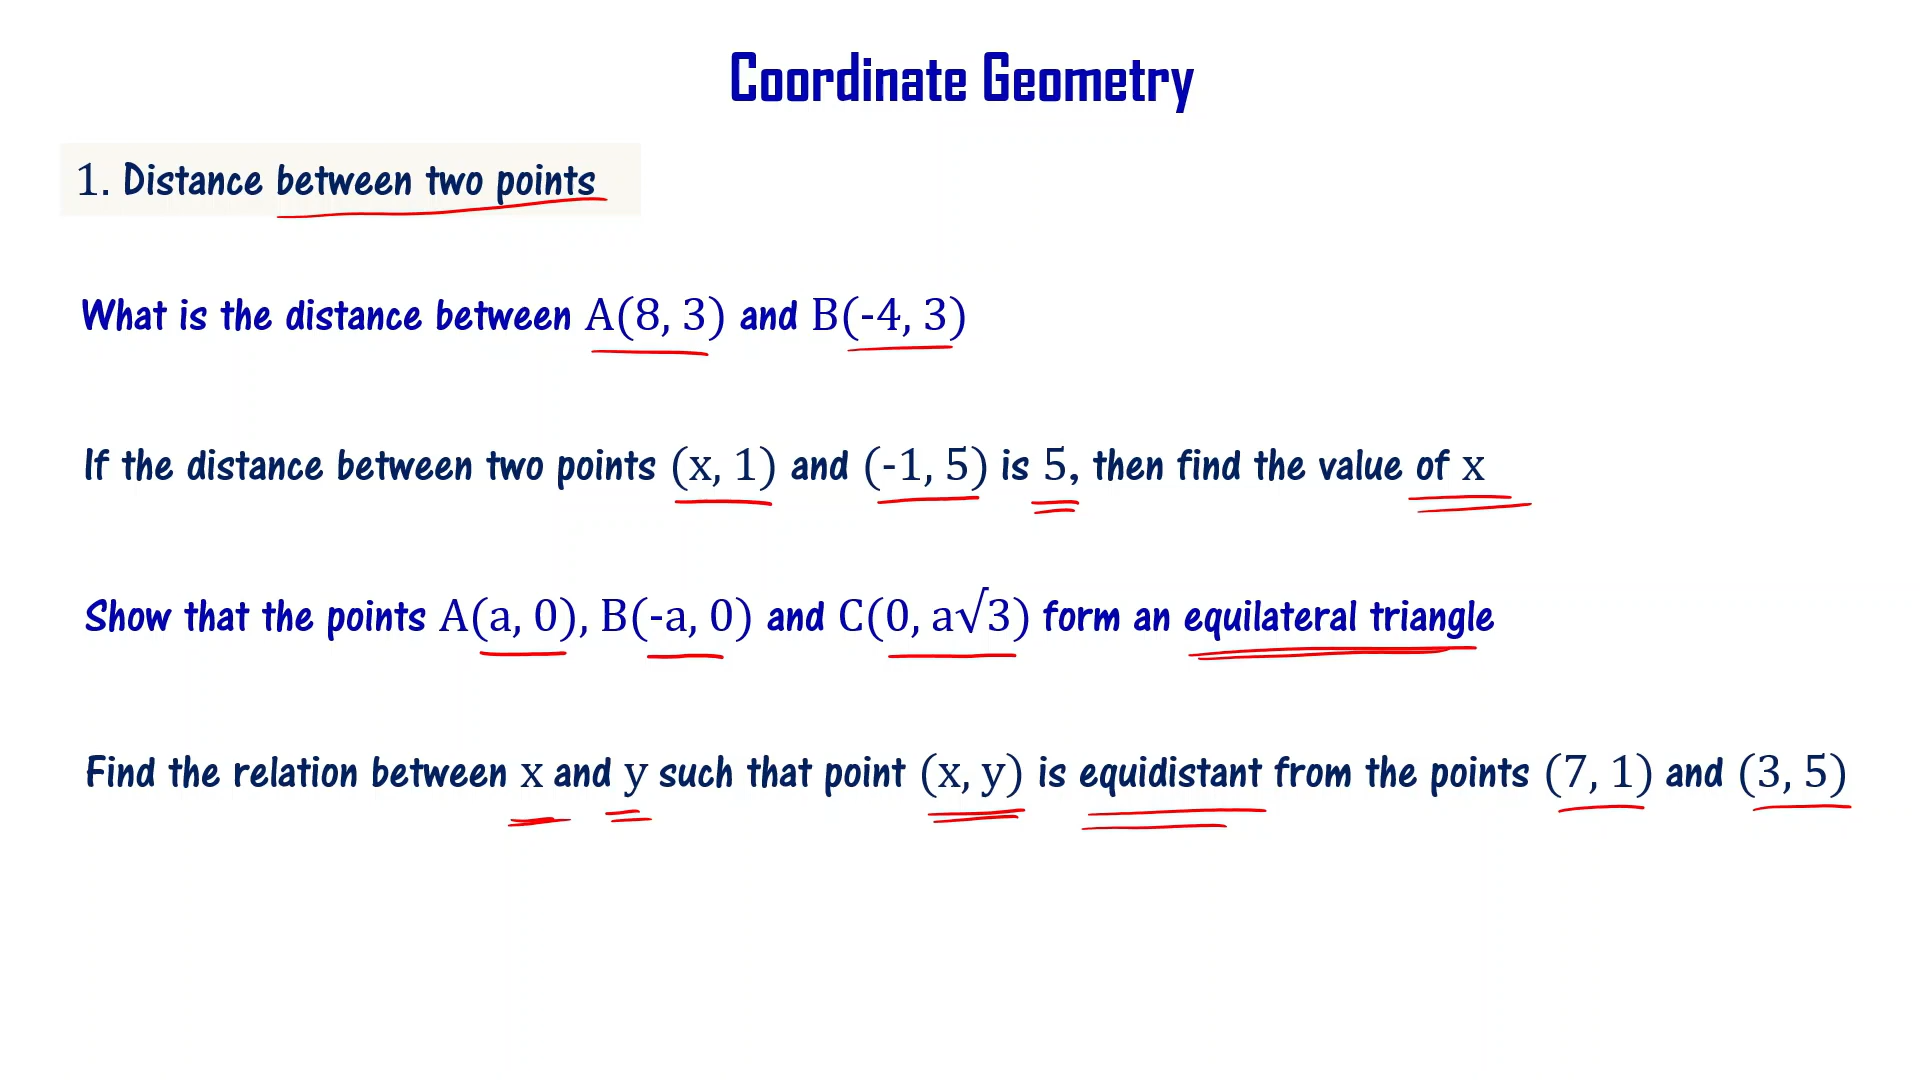 Coordinate Geometry
1. Distance between two points
What is the distance between A(8, 3) and B(-4, 3)
If the distance between two points (x, 1) and (-1, 5) is 5, then find the value of x
Show that the points A(a, 0), B(-a, 0) and C(0, a√3) form an equilateral triangle
Find the relation between x and y such that point (x, y) is equidistant from the points (7, 1) and (3, 5)